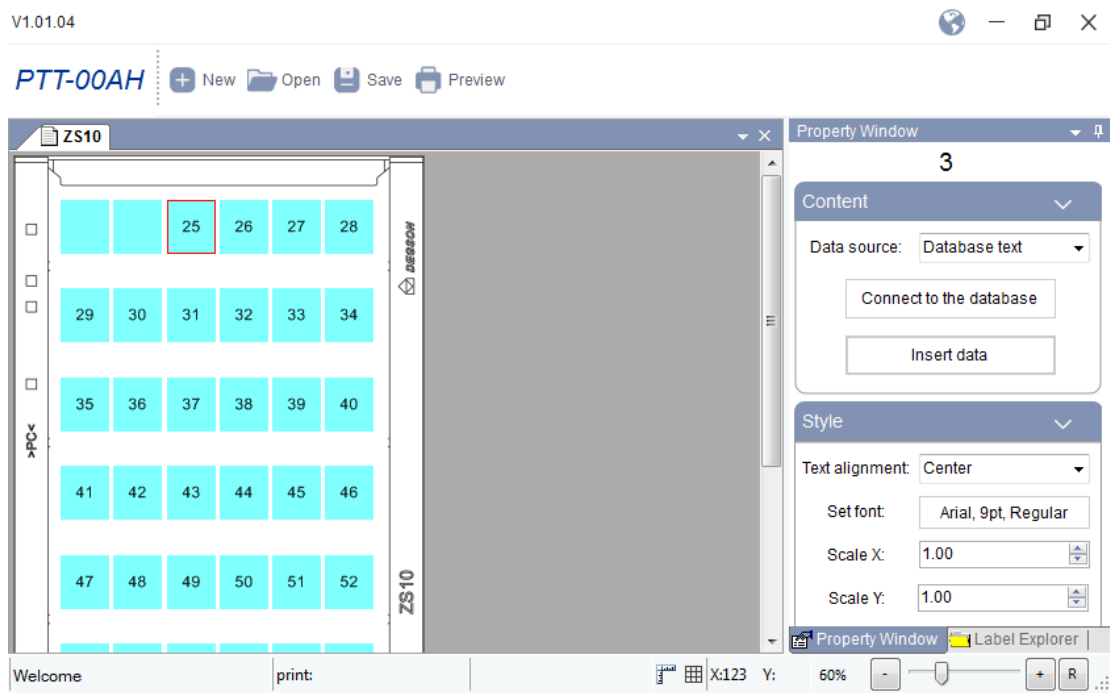 V1.01.04
PTT-00AH New Open Save Preview
ZS10
Property Window
3
Content
Data source: Database text
Connect to the database
Insert data
Style
Text alignment: Center
Set font: Arial, 9pt, Regular
Scale X: 1.00
Scale Y: 1.00
Property Window Label Explorer
25 26 27 28
29 30 31 32 33 34
35 36 37 38 39 40
41 42 43 44 45 46
47 48 49 50 51 52
>PC<
DEGSON
ZS10
Welcome print: X:123 Y: 60% - + R